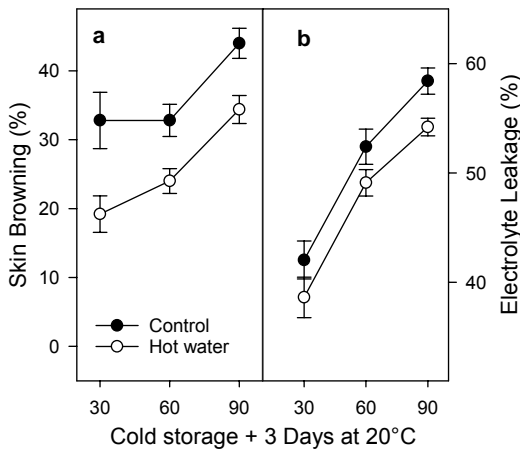 a
b
40
30
20
10
0
Skin Browning (%)
60
50
40
Electrolyte Leakage (%)
Control
Hot water
30 60 90 30 60 90
Cold storage + 3 Days at 20°C